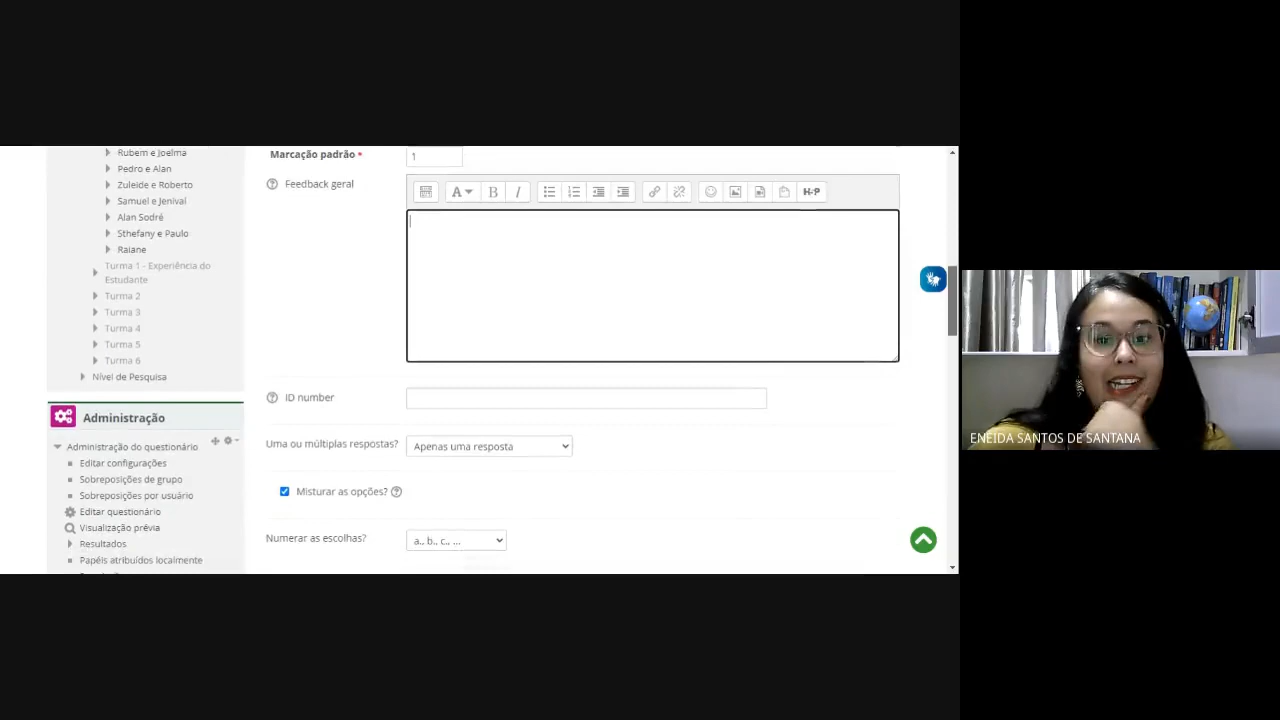 Rubem e Joelma
Pedro e Alan
Zuleide e Roberto
Samuel e Jenival
Alan Sodré
Sthefany e Paulo
Raiane
Turma 1 - Experiência do
Estudante
Turma 2
Turma 3
Turma 4
Turma 5
Turma 6
Nível de Pesquisa
Administração
Administração do questionário
Editar configurações
Sobreposições de grupo
Sobreposições por usuário
Editar questionário
Visualização prévia
Resultados
Papéis atribuídos localmente
Marcação padrão
1
Feedback geral
A B I H-P
ID number
Uma ou múltiplas respostas? Apenas uma resposta
Misturar as opções?
Numerar as escolhas? a., b., c., ...
ENEIDA SANTOS DE SANTANA